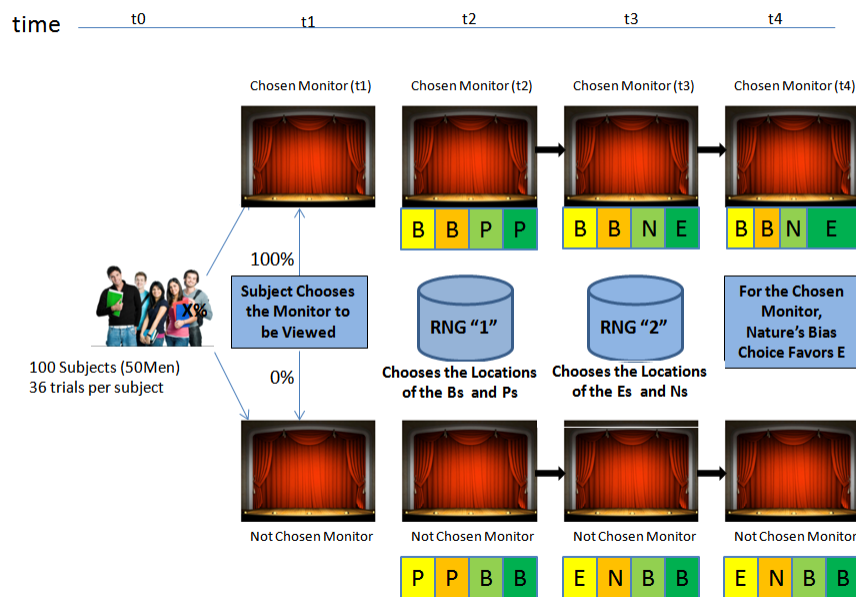 time t0 t1 t2 t3 t4
Chosen Monitor (t1) Chosen Monitor (t2) Chosen Monitor (t3) Chosen Monitor (t4)
B B P P B B N E B B N E
100%
X%
Subject Chooses
the Monitor to
be Viewed
RNG “1”
RNG “2”
For the Chosen
Monitor,
Nature’s Bias
Choice Favors E
100 Subjects (50Men)
36 trials per subject
0%
Chooses the Locations
of the Bs and Ps
Chooses the Locations
of the Es and Ns
Not Chosen Monitor Not Chosen Monitor Not Chosen Monitor Not Chosen Monitor
P P B B E N B B E N B B